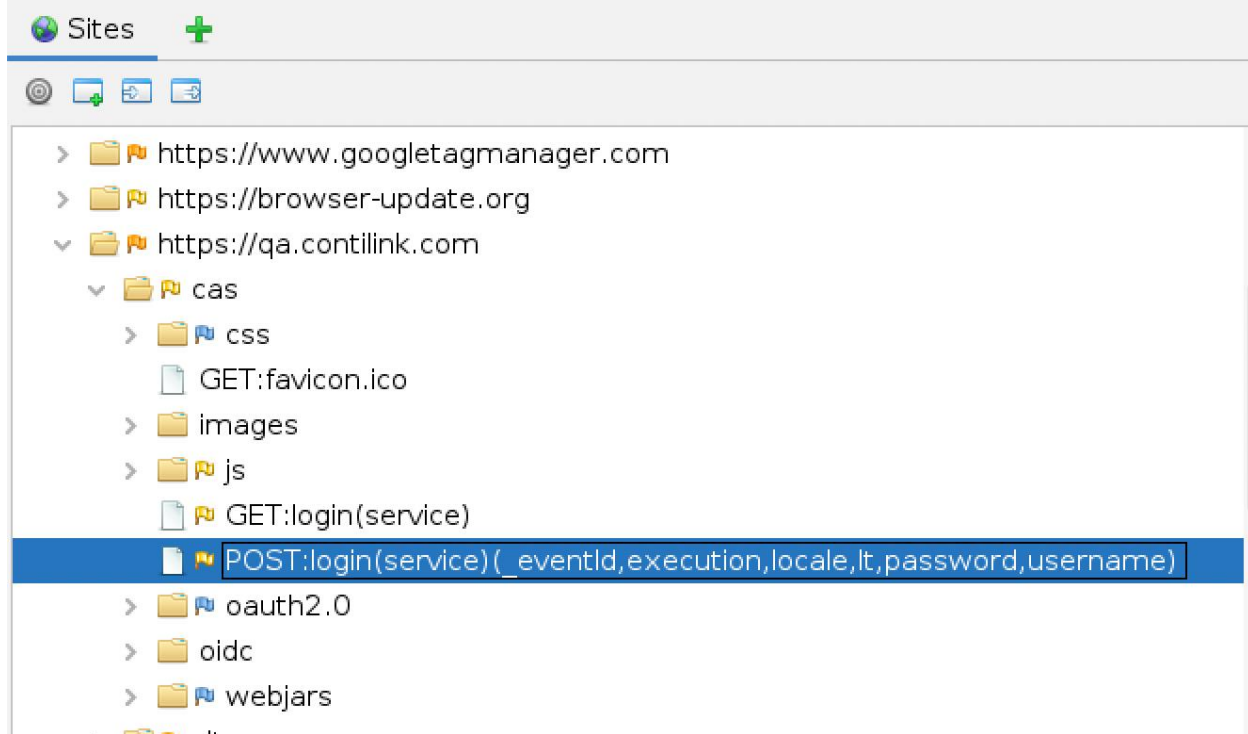 Sites
https://www.googletagmanager.com
https://browser-update.org
https://qa.contilink.com
cas
css
GET:favicon.ico
images
js
GET:login(service)
POST:login(service)(_eventId,execution,locale,lt,password,username)
oauth2.0
oidc
webjars